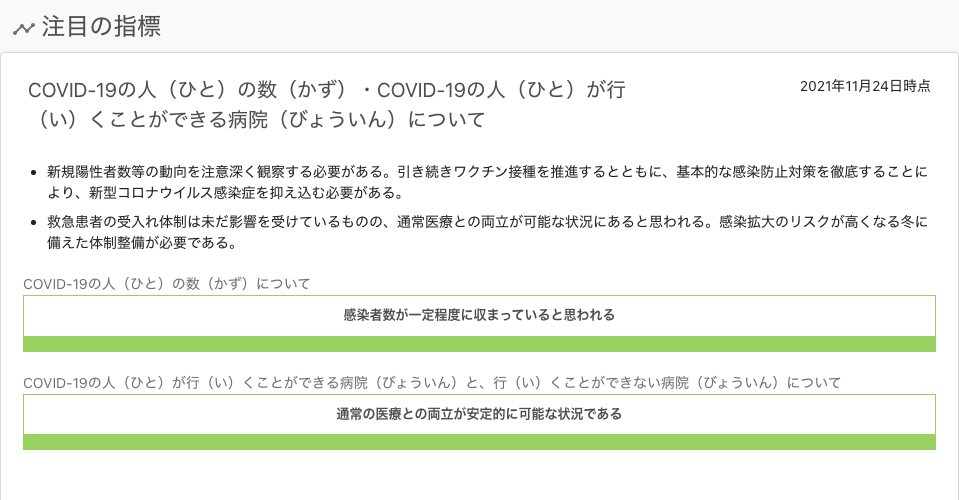 注目の指標
COVID-19の人（ひと）の数（かず）・COVID-19の人（ひと）が行
（い）くことができる病院（びょういん）について
2021年11月24日時点
• 新規陽性者数等の動向を注意深く観察する必要がある。引き続きワクチン接種を推進するとともに、基本的な感染防止対策を徹底することに
より、新型コロナウイルス感染症を抑え込む必要がある。
• 救急患者の受入れ体制は未だ影響を受けているものの、通常医療との両立が可能な状況にあると思われる。感染拡大のリスクが高くなる冬に
備えた体制整備が必要である。
COVID-19の人（ひと）の数（かず）について
感染者数が一定程度に収まっていると思われる
COVID-19の人（ひと）が行（い）くことができる病院（びょういん）と、行（い）くことができない病院（びょういん）について
通常の医療との両立が安定的に可能な状況である